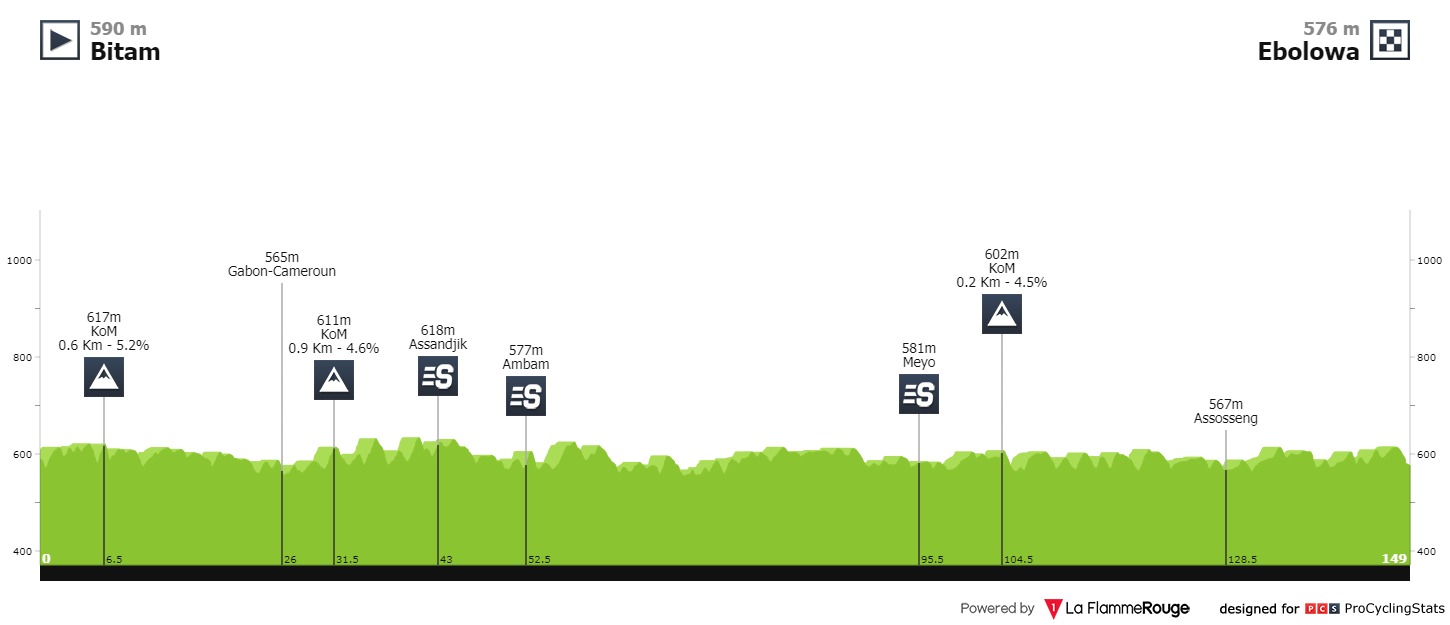 590 m
Bitam
576 m
Ebolowa
1000
800
600
400
617m
KoM
0.6 Km - 5.2%
565m
Gabon-Cameroun
611m
KoM
0.9 Km - 4.6%
618m
Assandjik
S
577m
Ambam
S
581m
Meyo
S
602m
KoM
0.2 Km - 4.5%
567m
Assosseng
1000
800
600
400
0
6.5
26
31.5
43
52.5
95.5
104.5
128.5
149
Powered by 1 La FlammeRouge designed for PCS ProCyclingStats